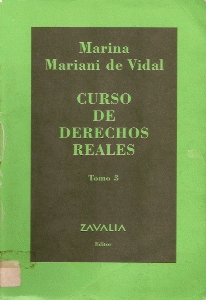 Marina
Mariani de Vidal
CURSO
DE
DERECHOS
REALES
Tomo 3
ZAVALIA
Editor